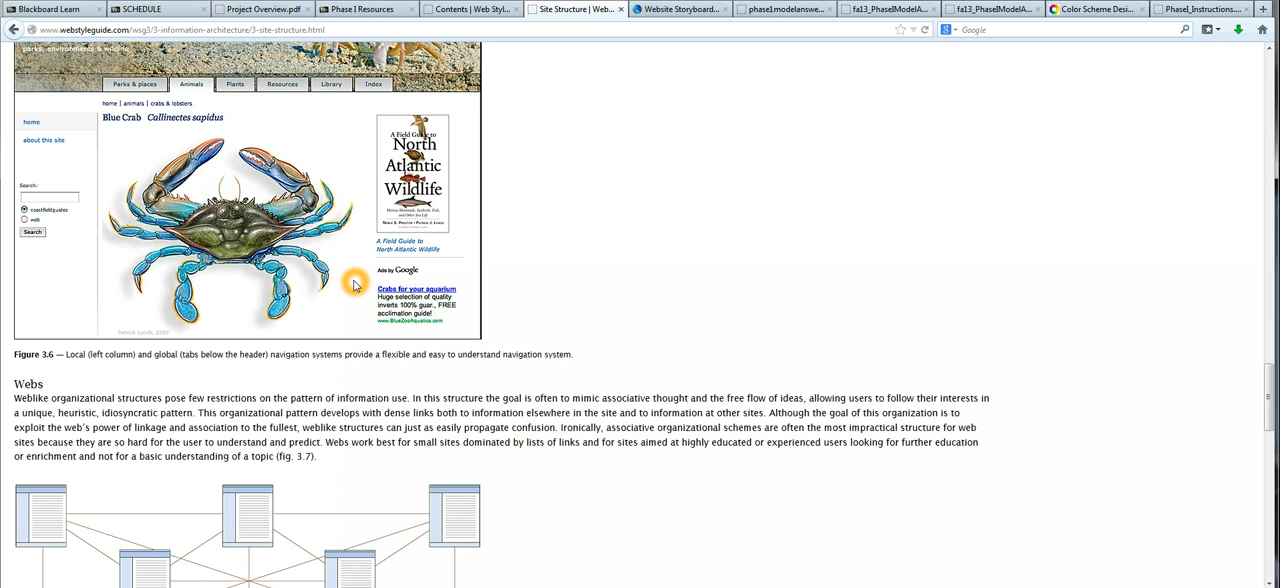 Blackboard Learn
SCHEDULE
Project Overview.pdf
Phase I Resources
Contents | Web Styl...
Site Structure | Web...
Website Storyboard...
phase1modelanswe...
fa13_PhaseIModelA...
fa13_PhaseIModelA...
Color Scheme Desi...
PhaseI_Instructions....
www.webstyleguide.com/wsg3/3-information-architecture/3-site-structure.html
Google
parks, environments & wildlife
Parks & places
Animals
Plants
Resources
Library
Index
home | animals | crabs & lobsters
home
Blue Crab Callinectes sapidus
about this site
Search:
coastfieldguides
web
Search
A Field Guide to
North
Atlantic
Wildlife
A Field Guide to
North Atlantic Wildlife
Ads by Google
Crabs for your aquarium
Huge selection of quality
inverts 100% guar., FREE
acclimation guide!
www.BlueZooAquatics.com
Patrick Lynch, 2007
Figure 3.6 — Local (left column) and global (tabs below the header) navigation systems provide a flexible and easy to understand navigation system.
Webs
Weblike organizational structures pose few restrictions on the pattern of information use. In this structure the goal is often to mimic associative thought and the free flow of ideas, allowing users to follow their interests in
a unique, heuristic, idiosyncratic pattern. This organizational pattern develops with dense links both to information elsewhere in the site and to information at other sites. Although the goal of this organization is to
exploit the web's power of linkage and association to the fullest, weblike structures can just as easily propagate confusion. Ironically, associative organizational schemes are often the most impractical structure for web
sites because they are so hard for the user to understand and predict. Webs work best for small sites dominated by lists of links and for sites aimed at highly educated or experienced users looking for further education
or enrichment and not for a basic understanding of a topic (fig. 3.7).